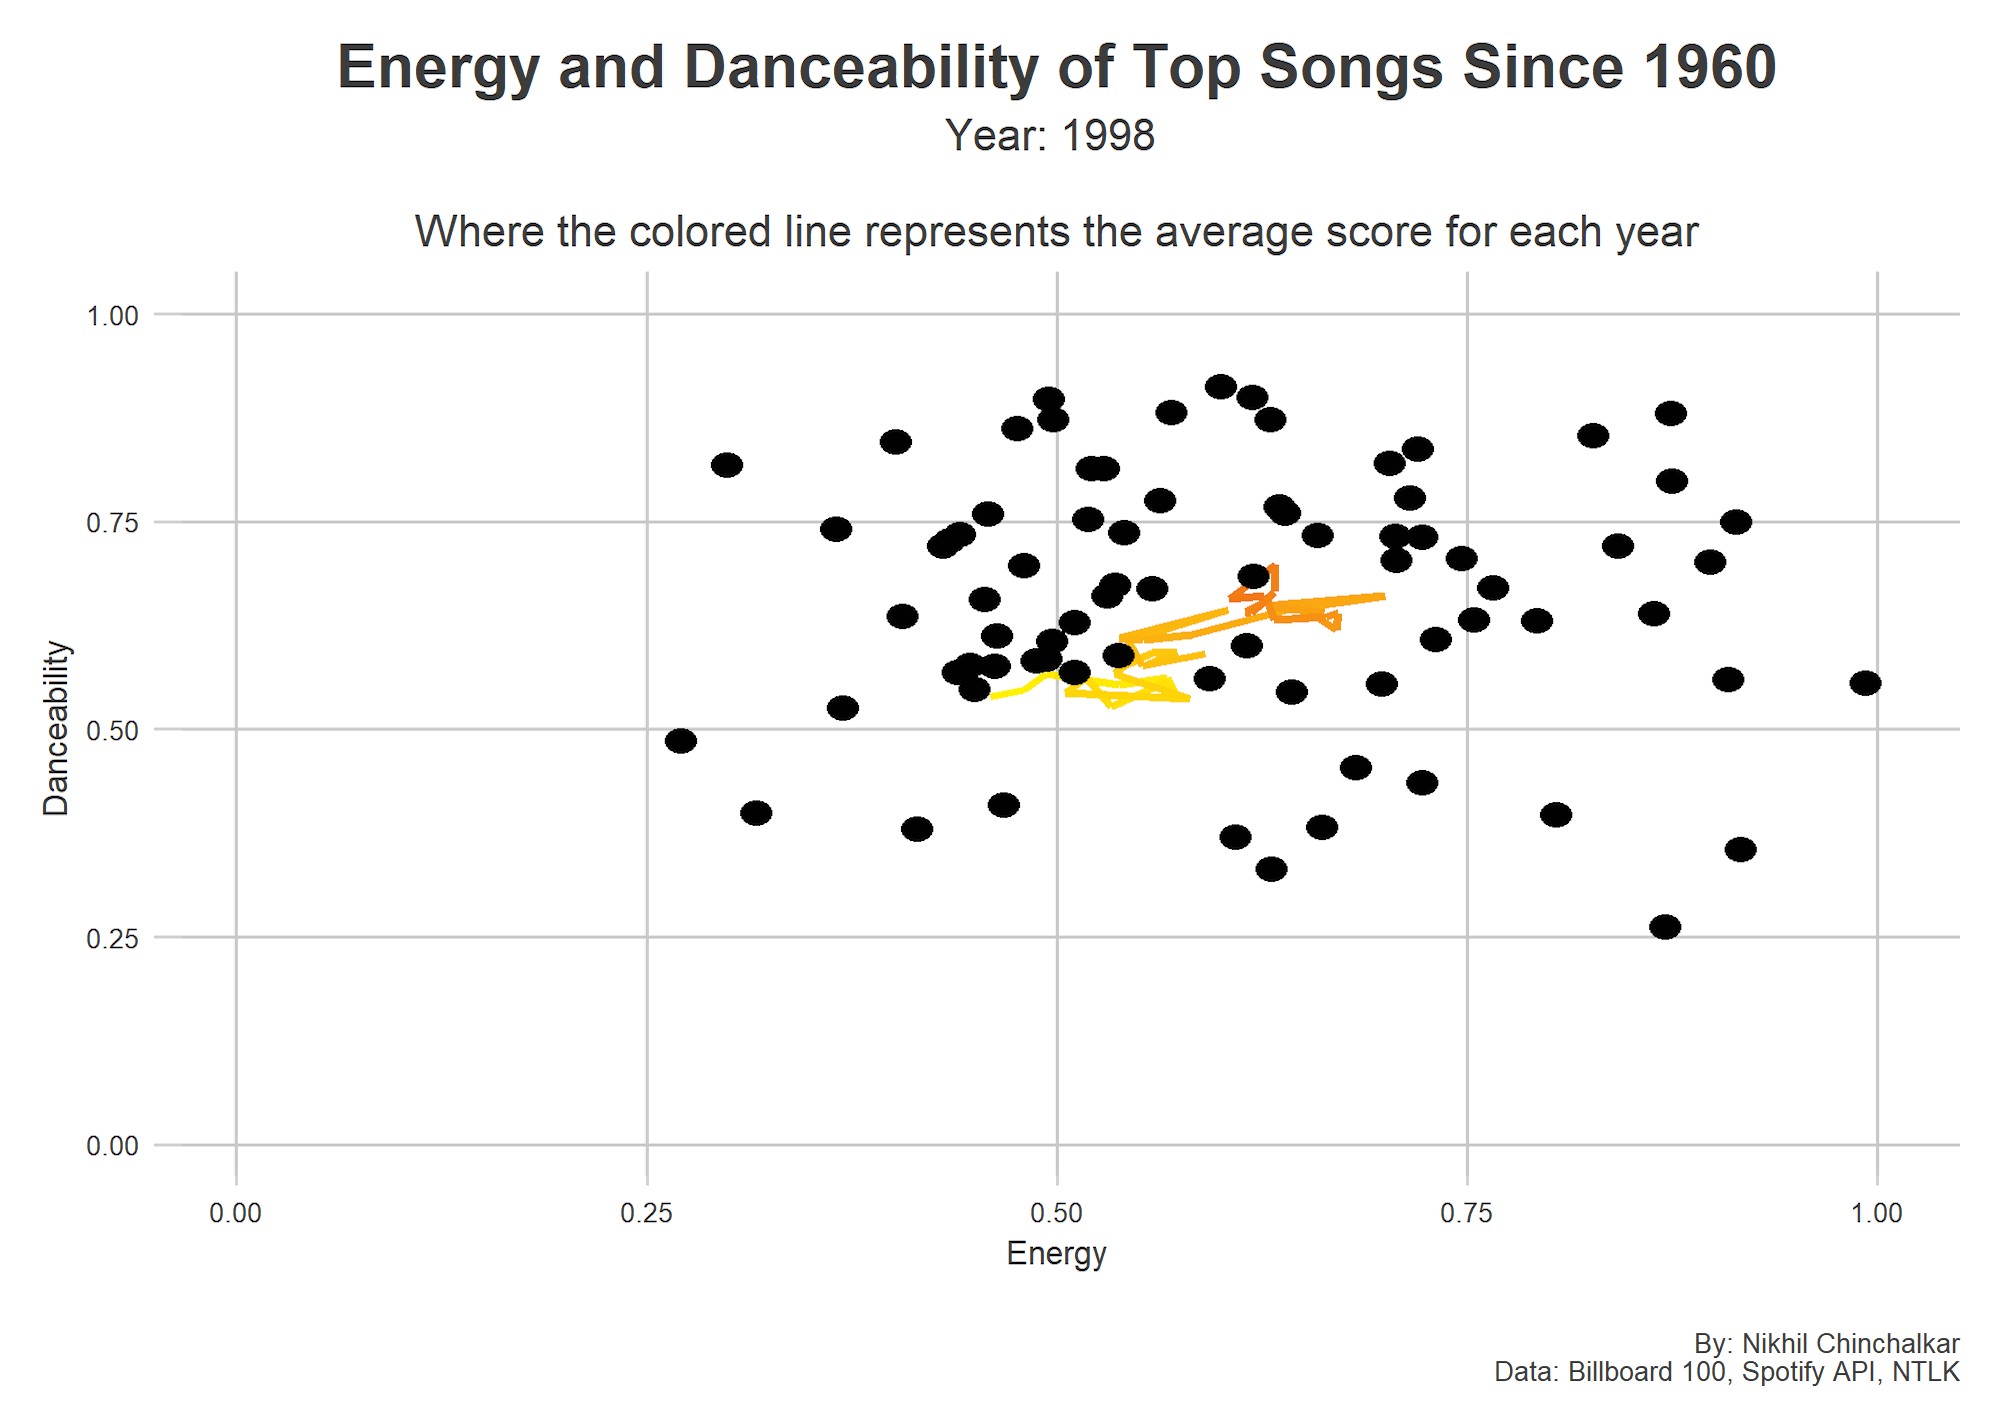 Energy and Danceability of Top Songs Since 1960
Year: 1998
Where the colored line represents the average score for each year
1.00
0.75
0.50
0.25
0.00
Danceability
0.00
0.25
0.50
0.75
1.00
Energy
By: Nikhil Chinchalkar
Data: Billboard 100, Spotify API, NTLK